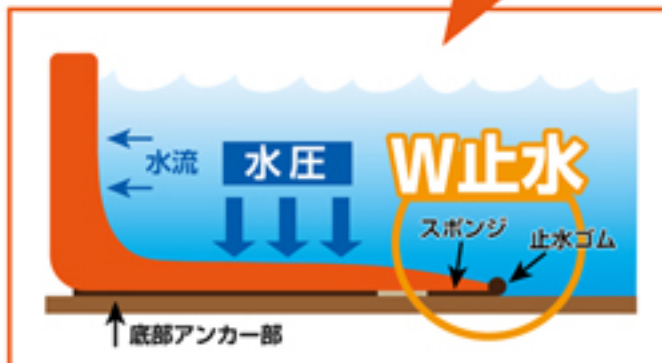 水流
水圧
W止水
スポンジ
止水ゴム
底部アンカー部